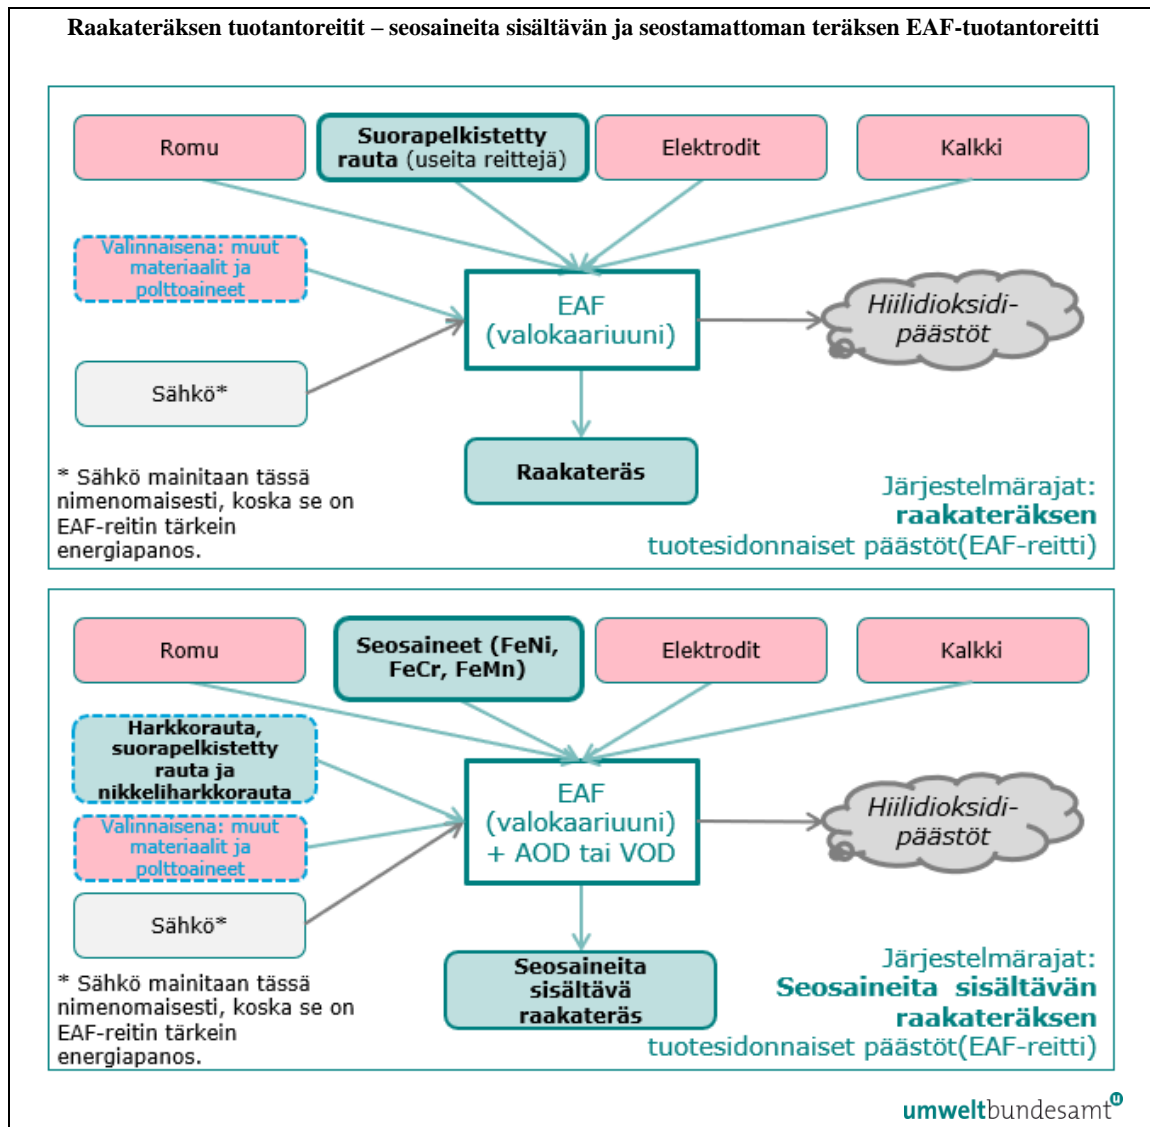 Raakateräksen tuotantoreitit – seosaineita sisältävän ja seostamattoman teräksen EAF-tuotantoreitti
Romu
Suorapelkistetty
rauta (useita reittejä)
Elektrodit
Kalkki
Valinnaisena: muut
materiaalit ja
polttoaineet
EAF
(valokaariuuni)
Hiilidioksidi-
päästöt
Sähkö*
Raakateräs
* Sähkö mainitaan tässä
nimenomaisesti, koska se on
EAF-reitin tärkein
energiapanos.
Järjestelmärajat:
raakateräksen
tuotesidonnaiset päästöt(EAF-reitti)
Romu
Seosaineet (FeNi,
FeCr, FeMn)
Elektrodit
Kalkki
Harkkorauta,
suorapelkistetty
rauta ja
nikkeliharkkorauta
Valinnaisena: muut
materiaalit ja
polttoaineet
EAF
(valokaariuuni)
+ AOD tai VOD
Hiilidioksidi-
päästöt
Sähkö*
Seosaineita
sisältävä
raakateräs
* Sähkö mainitaan tässä
nimenomaisesti, koska se on
EAF-reitin tärkein
energiapanos.
Järjestelmärajat:
Seosaineita sisältävän
raakateräksen
tuotesidonnaiset päästöt(EAF-reitti)
umweltbundesamt